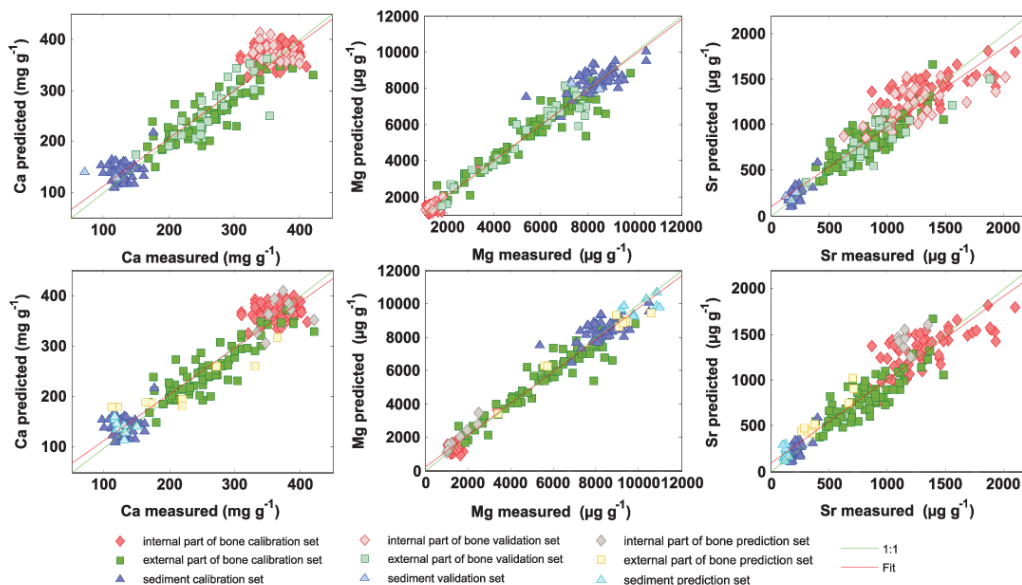 400
300
200
100
Ca predicted (mg g⁻¹)
100 200 300 400
Ca measured (mg g⁻¹)
12000
10000
8000
6000
4000
2000
Mg predicted (µg g⁻¹)
2000 4000 6000 8000 10000 12000
Mg measured (µg g⁻¹)
2000
1500
1000
500
0
Sr predicted (µg g⁻¹)
0 500 1000 1500 2000
Sr measured (µg g⁻¹)
400
300
200
100
Ca predicted (mg g⁻¹)
100 200 300 400
Ca measured (mg g⁻¹)
12000
10000
8000
6000
4000
2000
0
Mg predicted (µg g⁻¹)
0 2000 4000 6000 8000 10000 12000
Mg measured (µg g⁻¹)
2000
1500
1000
500
0
Sr predicted (µg g⁻¹)
0 500 1000 1500 2000
Sr measured (µg g⁻¹)
internal part of bone calibration set
external part of bone calibration set
sediment calibration set
internal part of bone validation set
external part of bone validation set
sediment validation set
internal part of bone prediction set
external part of bone prediction set
sediment prediction set
1:1
Fit